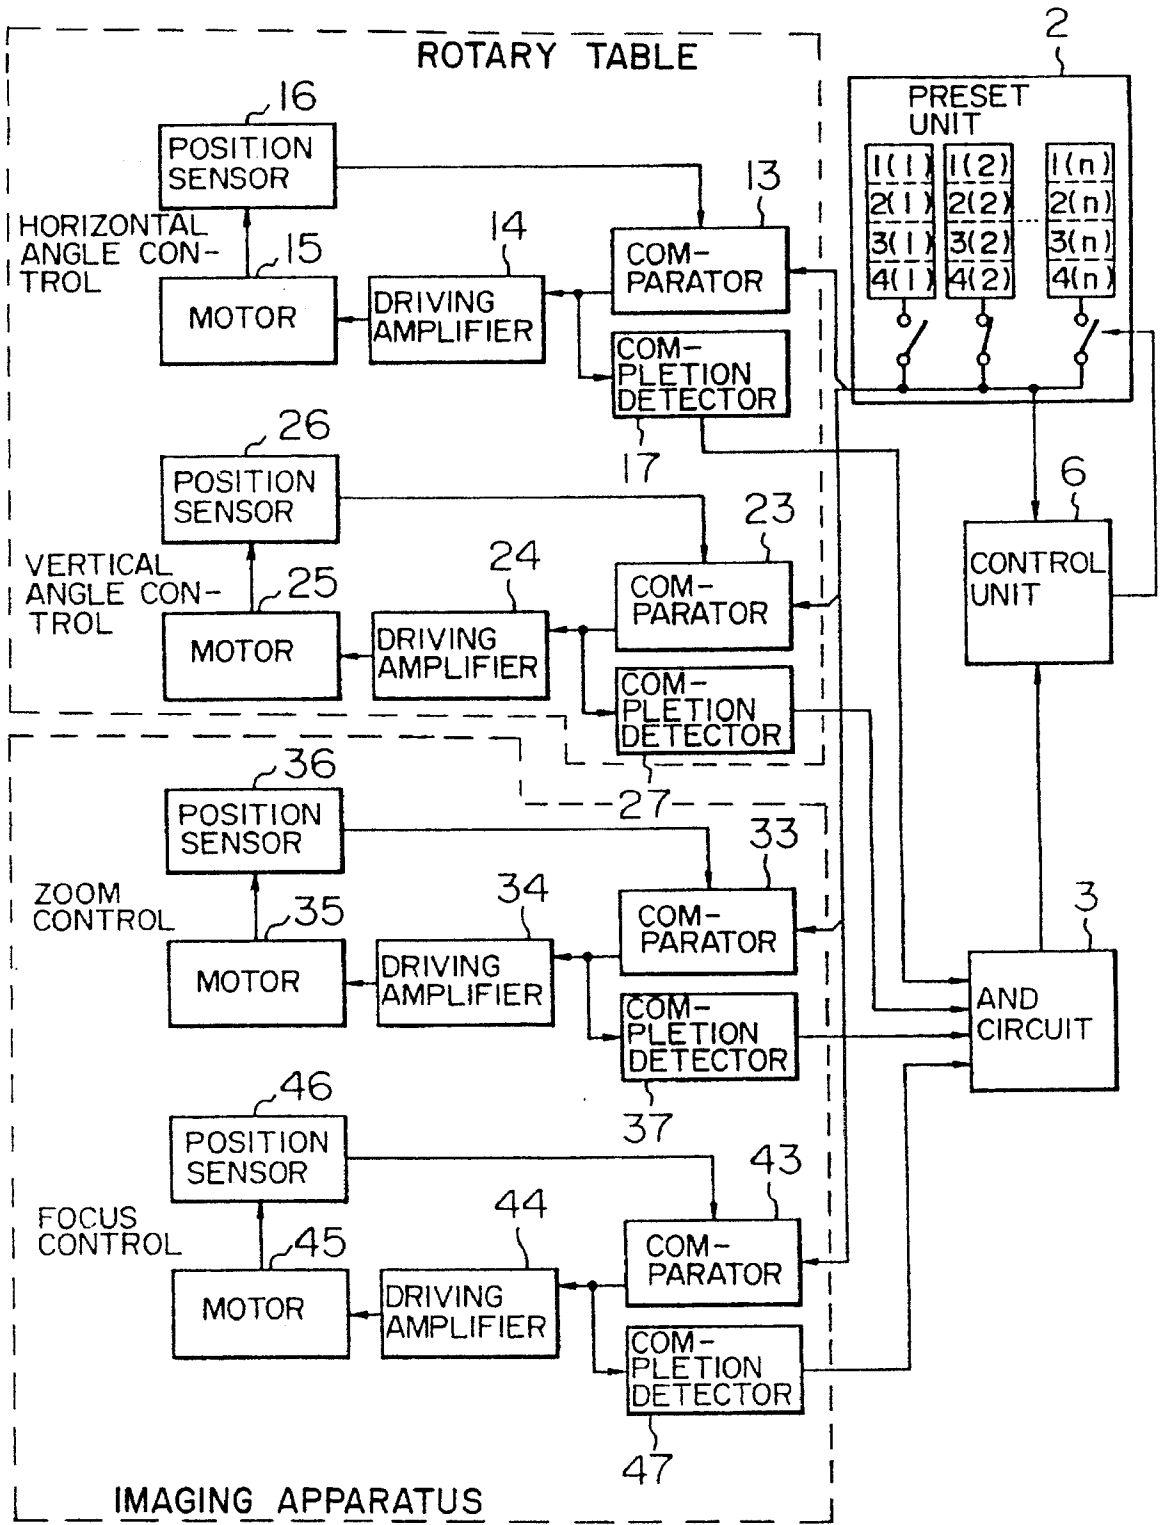 2
ROTARY TABLE
PRESET
UNIT
16
POSITION
SENSOR
13
1(1) 1(2) 1(n)
2(1) 2(2) 2(n)
3(1) 3(2) 3(n)
4(1) 4(2) 4(n)
HORIZONTAL
ANGLE CON-
TROL
15
14
COM-
PARATOR
MOTOR
DRIVING
AMPLIFIER
COM-
PLETION
DETECTOR
17
26
POSITION
SENSOR
23
6
CONTROL
UNIT
VERTICAL
ANGLE CON-
TROL
25
24
COM-
PARATOR
MOTOR
DRIVING
AMPLIFIER
COM-
PLETION
DETECTOR
27
36
POSITION
SENSOR
33
ZOOM
CONTROL
35
34
COM-
PARATOR
3
MOTOR
DRIVING
AMPLIFIER
COM-
PLETION
DETECTOR
AND
CIRCUIT
37
46
POSITION
SENSOR
43
FOCUS
CONTROL
45
44
COM-
PARATOR
MOTOR
DRIVING
AMPLIFIER
COM-
PLETION
DETECTOR
47
IMAGING APPARATUS